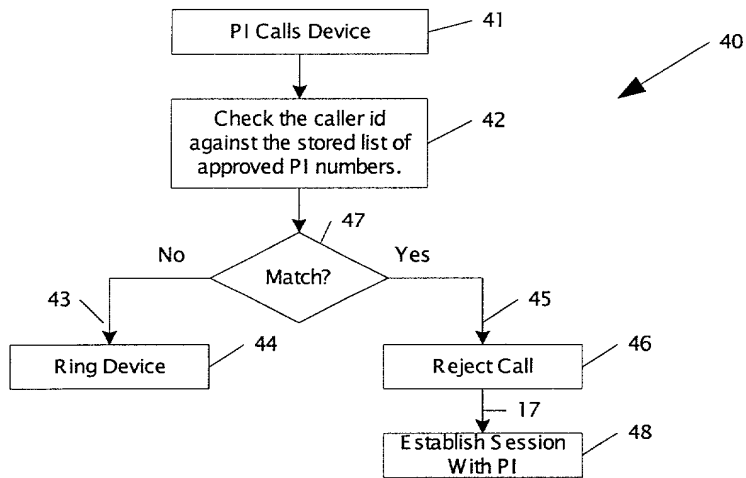 PI Calls Device
41
40
Check the caller id
against the stored list of
approved PI numbers.
42
47
No
Yes
Match?
43
45
Ring Device
44
Reject Call
46
17
Establish Session
With PI
48